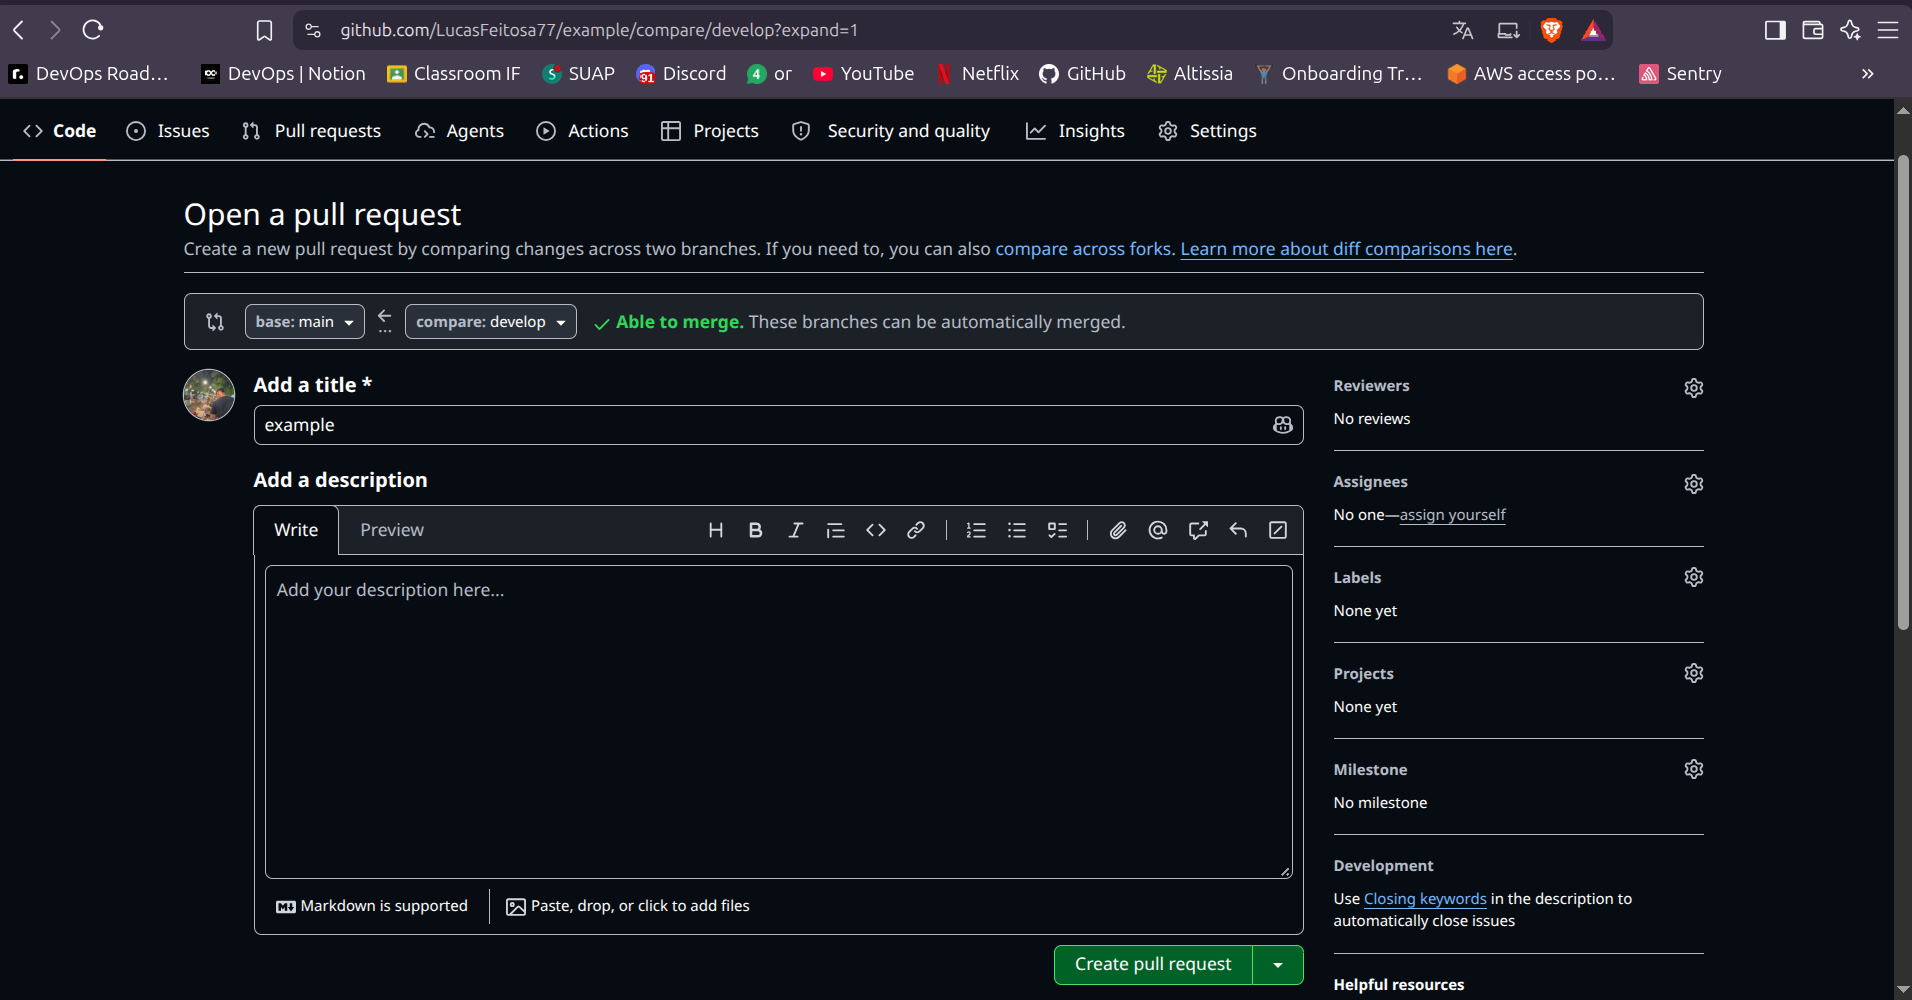 github.com/LucasFeitosa77/example/compare/develop?expand=1
DevOps Road... DevOps | Notion Classroom IF SUAP 91 Discord 4 or YouTube Netflix GitHub Altissia Onboarding Tr... AWS access po... Sentry »
Code Issues Pull requests Agents Actions Projects Security and quality Insights Settings
Open a pull request
Create a new pull request by comparing changes across two branches. If you need to, you can also compare across forks. Learn more about diff comparisons here.
base: main compare: develop Able to merge. These branches can be automatically merged.
Add a title *
example
Add a description
Write Preview
Add your description here...
Markdown is supported Paste, drop, or click to add files
Create pull request
Reviewers
No reviews
Assignees
No one—assign yourself
Labels
None yet
Projects
None yet
Milestone
No milestone
Development
Use Closing keywords in the description to
automatically close issues
Helpful resources